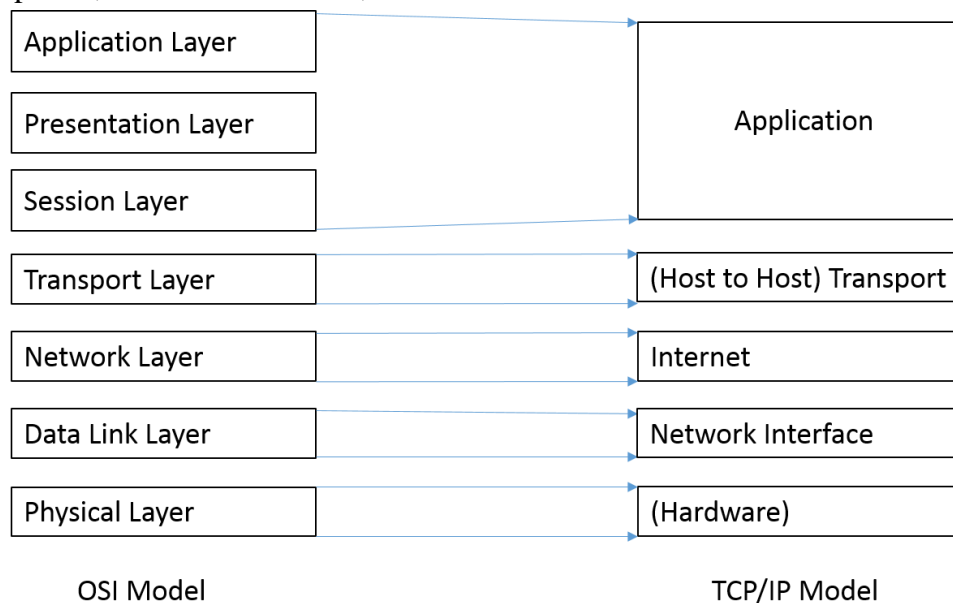 Application Layer
Presentation Layer
Session Layer
Transport Layer
Network Layer
Data Link Layer
Physical Layer
OSI Model
Application
(Host to Host) Transport
Internet
Network Interface
(Hardware)
TCP/IP Model